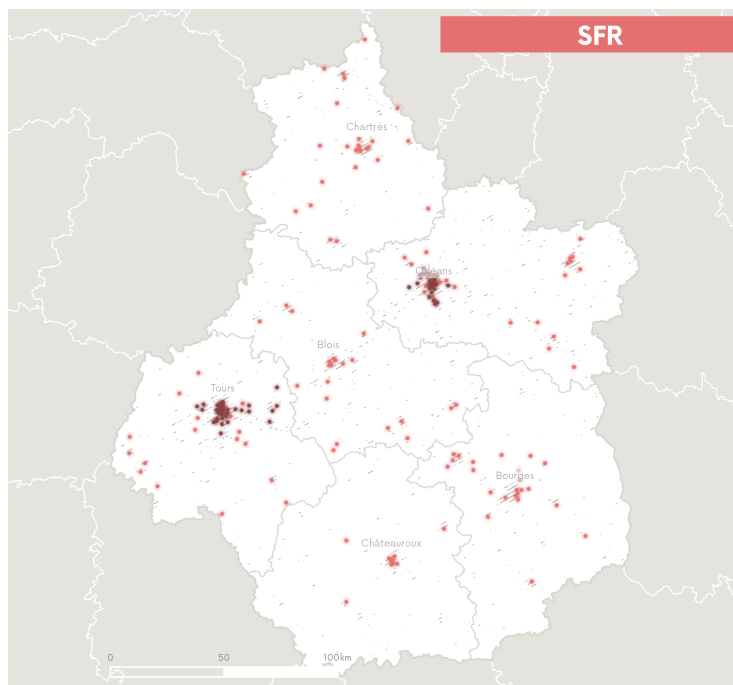 SFR
Chartres
Orléans
Blois
Tours
Bourges
Châteauroux
0 50 100km